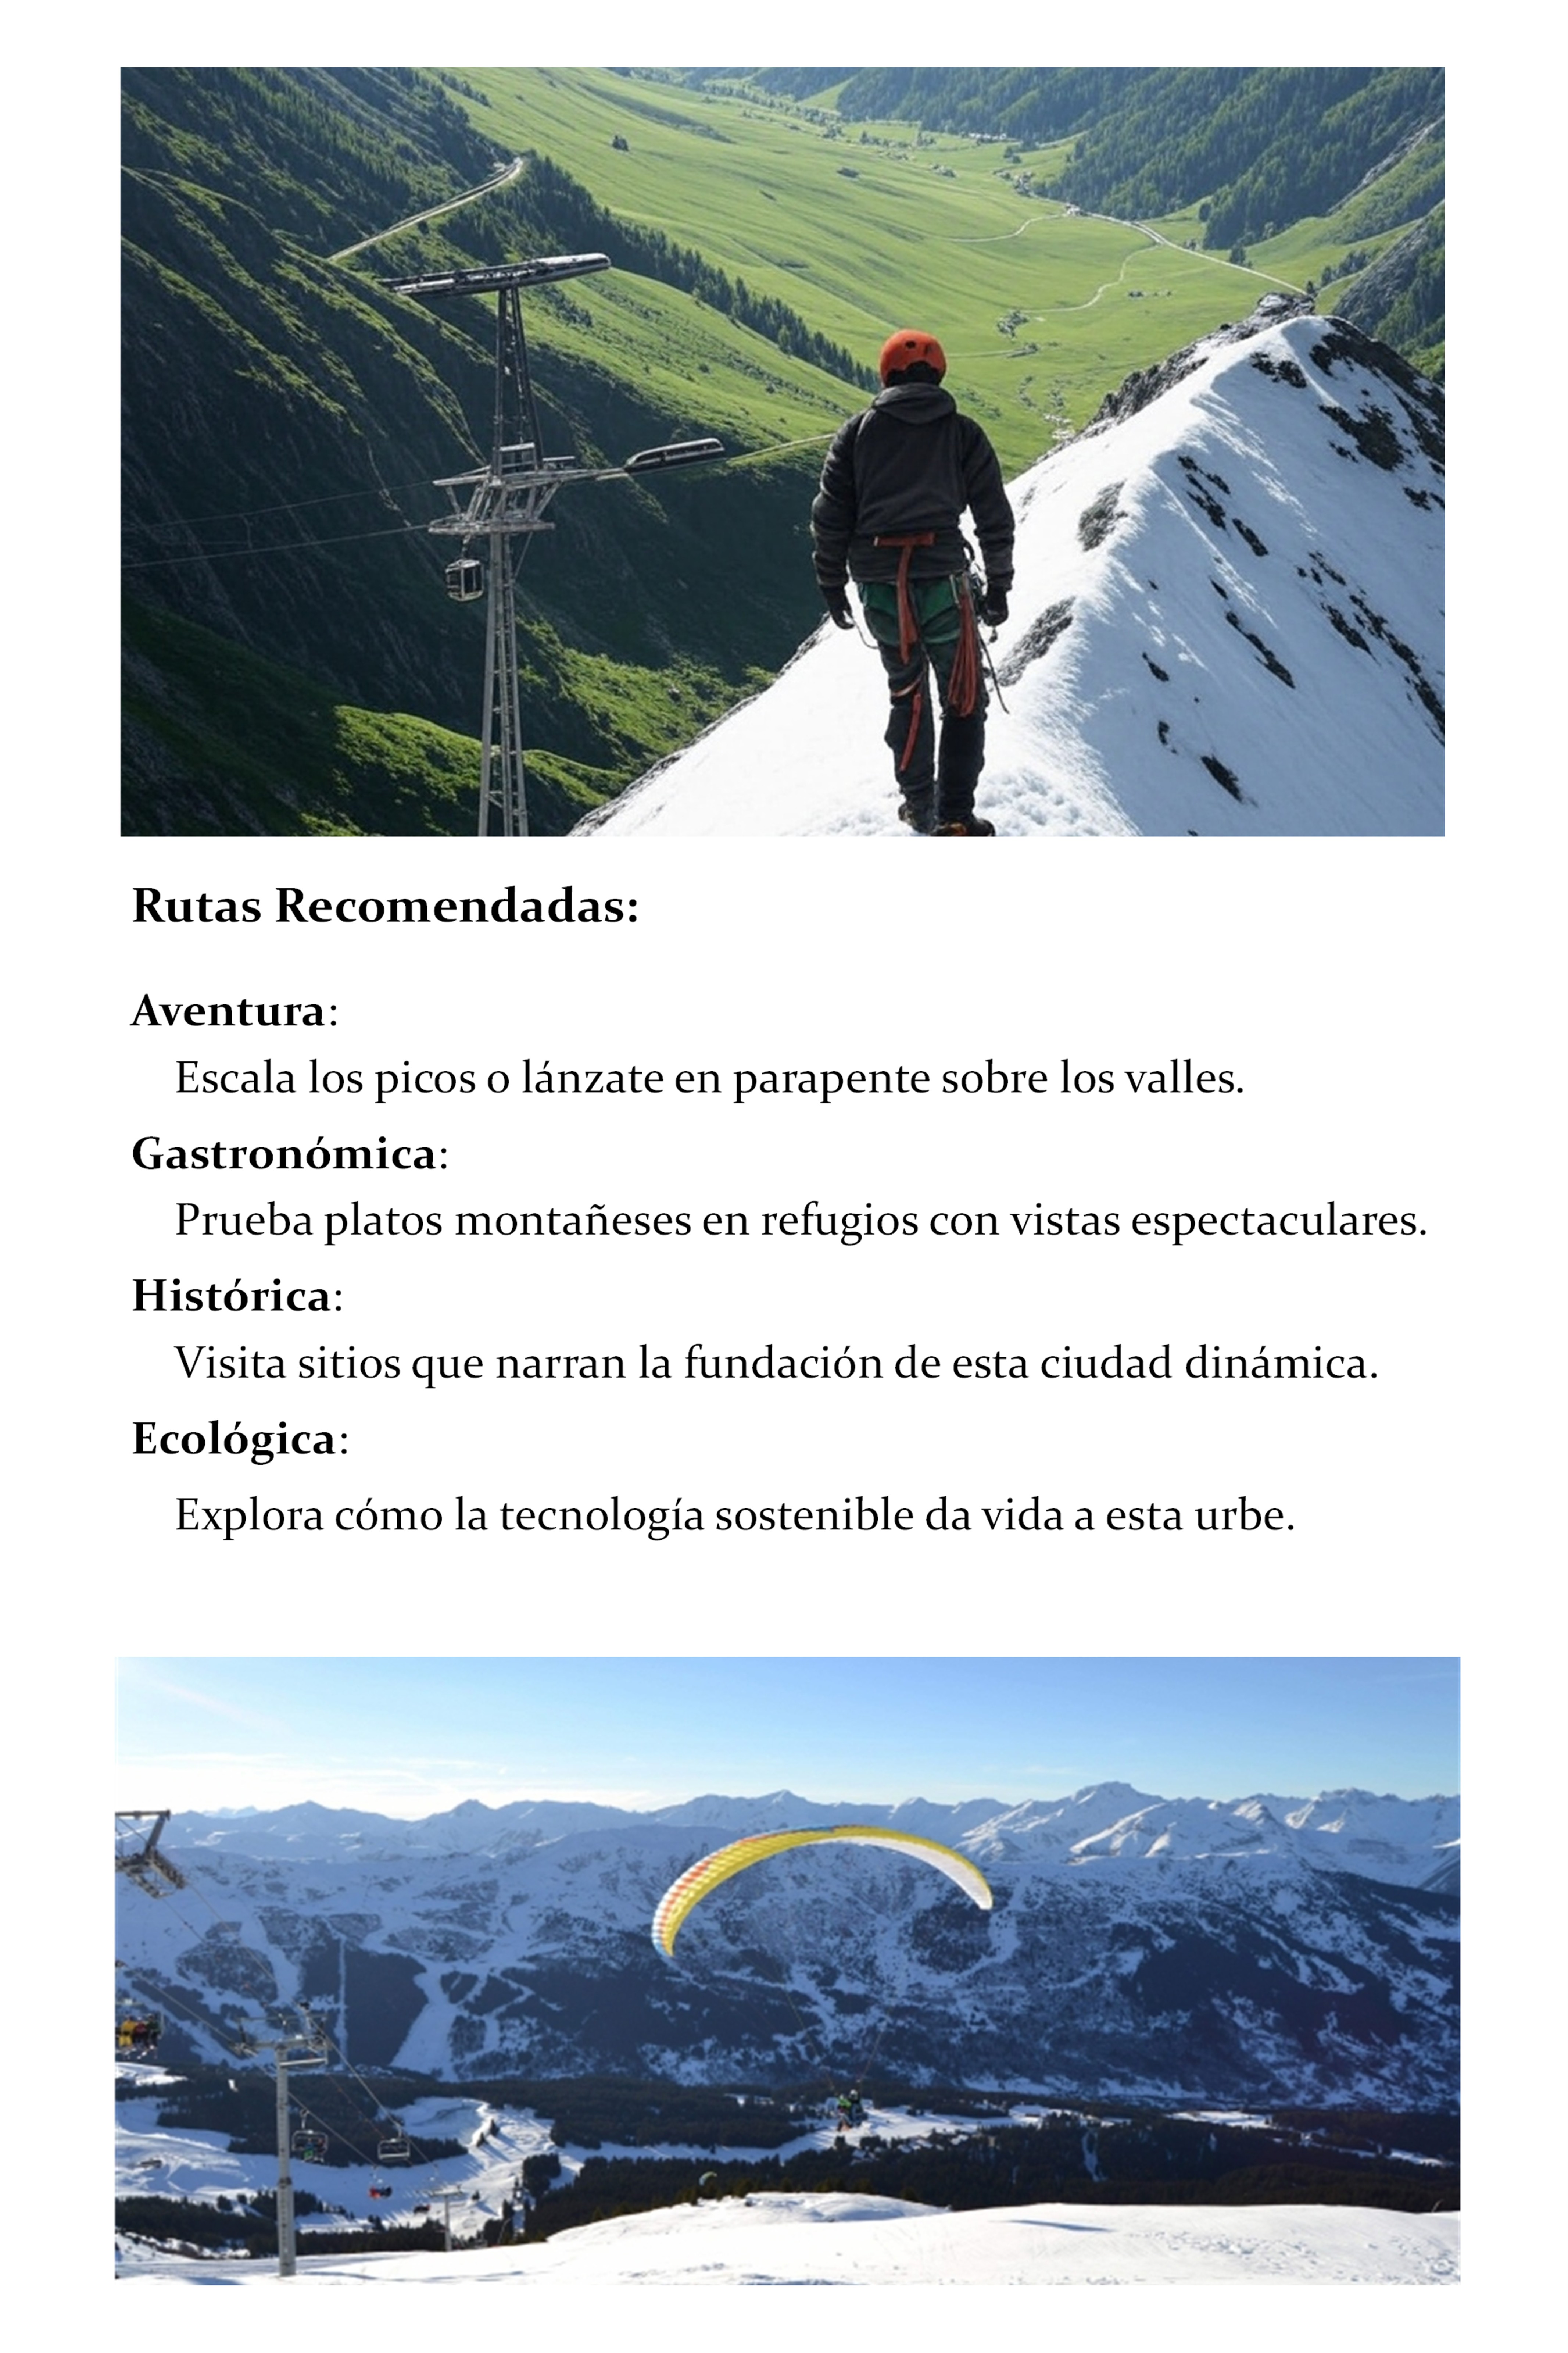 Rutas Recomendadas:
Aventura:
Escala los picos o lánzate en parapente sobre los valles.
Gastronómica:
Prueba platos montañeses en refugios con vistas espectaculares.
Histórica:
Visita sitios que narran la fundación de esta ciudad dinámica.
Ecológica:
Explora cómo la tecnología sostenible da vida a esta urbe.